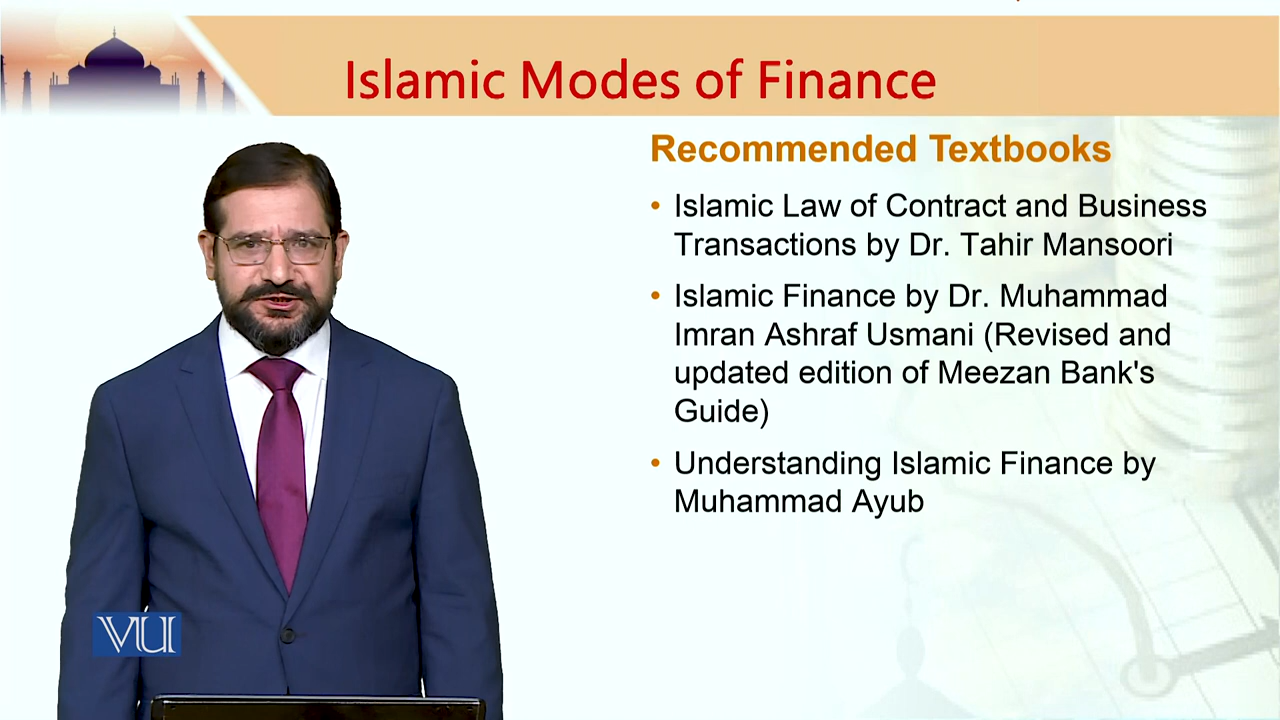 Islamic Modes of Finance
Recommended Textbooks
• Islamic Law of Contract and Business
Transactions by Dr. Tahir Mansoori
• Islamic Finance by Dr. Muhammad
Imran Ashraf Usmani (Revised and
updated edition of Meezan Bank's
Guide)
• Understanding Islamic Finance by
Muhammad Ayub
VU